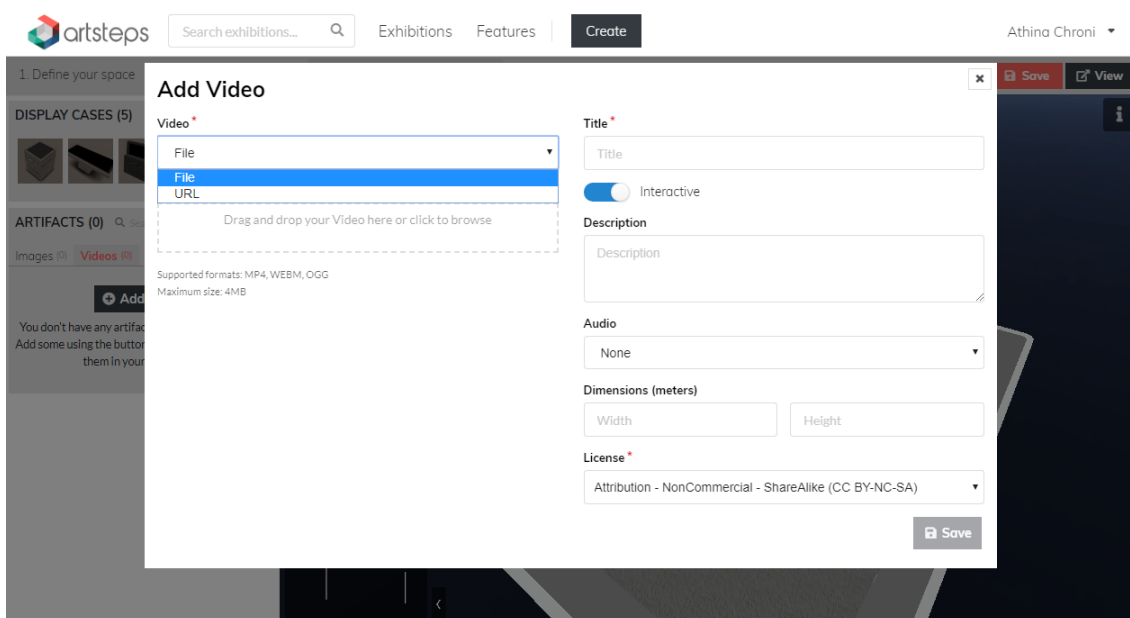 artsteps
Search exhibitions...
Exhibitions
Features
Create
Athina Chroni
1. Define your space
Save
View
DISPLAY CASES (5)
ARTIFACTS (0)
Images (0)
Videos (0)
Add
You don't have any
Add some using the
them in your
Add Video
Video *
File
File
URL
Drag and drop your Video here or click to browse
Supported formats: MP4, WEBM, OGG
Maximum size: 4MB
Title *
Title
Interactive
Description
Description
Audio
None
Dimensions (meters)
Width
Height
License *
Attribution - NonCommercial - ShareAlike (CC BY-NC-SA)
Save